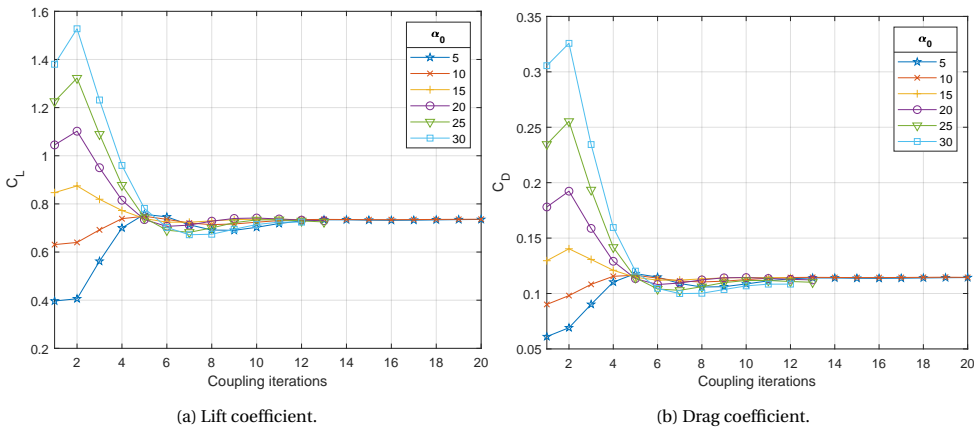 1.6
1.4
1.2
1
0.8
0.6
0.4
0.2
C_L
2 4 6 8 10 12 14 16 18 20
Coupling iterations
α_0
5
10
15
20
25
30
(a) Lift coefficient.
0.35
0.3
0.25
0.2
0.15
0.1
0.05
C_D
2 4 6 8 10 12 14 16 18 20
Coupling iterations
α_0
5
10
15
20
25
30
(b) Drag coefficient.